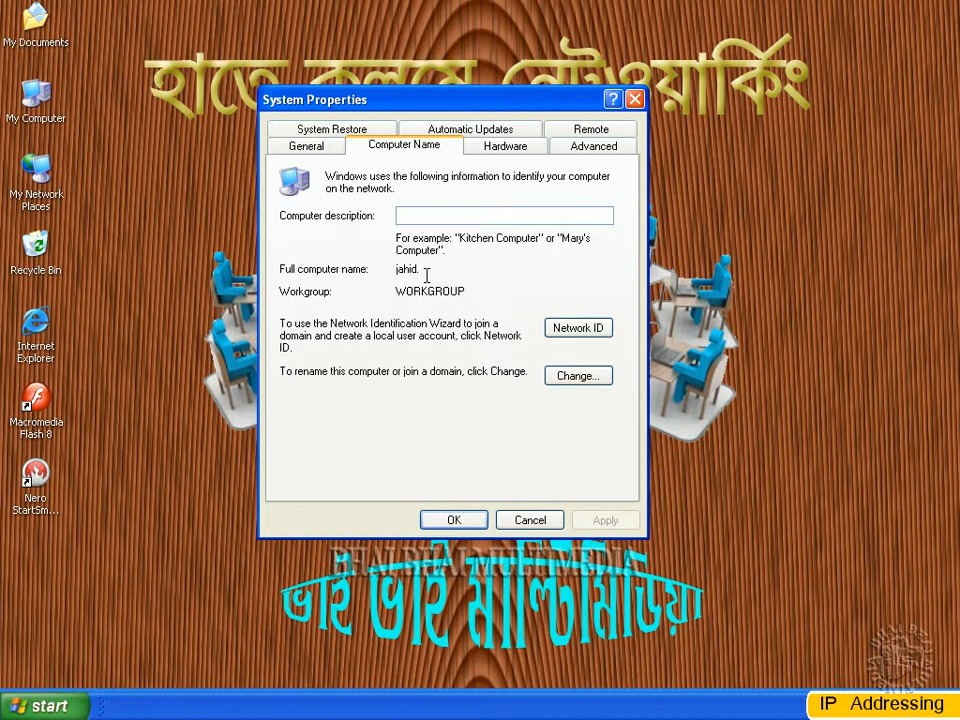 My Documents
My Computer
My Network
Places
Recycle Bin
Internet
Explorer
Macromedia
Flash 8
Nero
StartSm...
হাতে কলমে নেটওয়ার্কিং
System Properties
System Restore
Automatic Updates
Remote
General
Computer Name
Hardware
Advanced
Windows uses the following information to identify your computer
on the network.
Computer description:
For example: "Kitchen Computer" or "Mary's
Computer".
Full computer name: jahid.
Workgroup: WORKGROUP
To use the Network Identification Wizard to join a
domain and create a local user account, click Network
ID.
Network ID
To rename this computer or join a domain, click Change.
Change...
OK
Cancel
Apply
BHAI BHAI MULTIMEDIA
ভাই ভাই মাল্টিমিডিয়া
start
IP Addressing